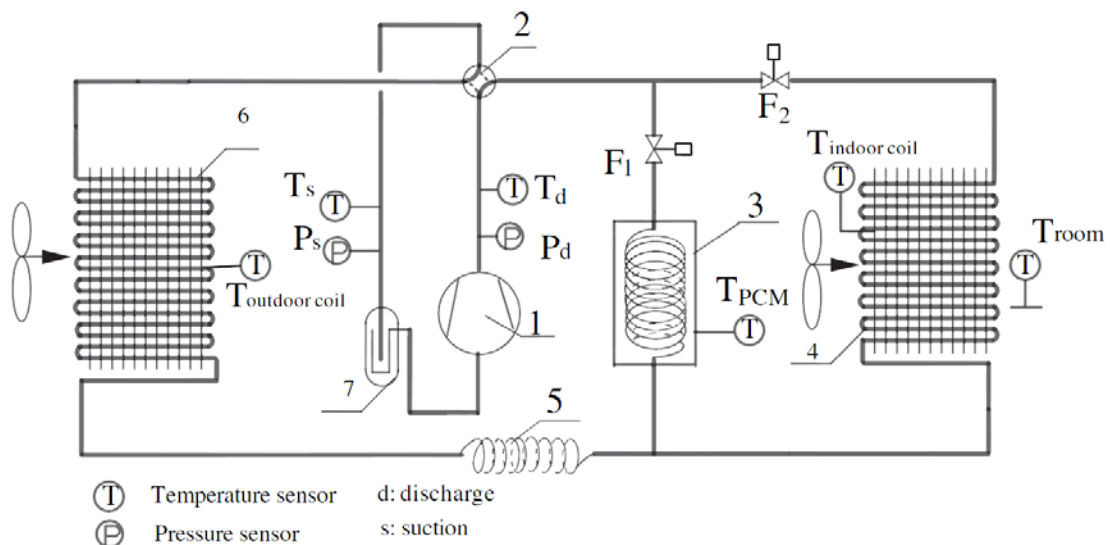 2
6
F2
T indoor coil
T
F1
Ts
T
T
Td
3
Ps
P
P
Pd
Troom
T
T
Toutdoor coil
TPCM
T
1
4
7
5
T Temperature sensor d: discharge
P Pressure sensor s: suction